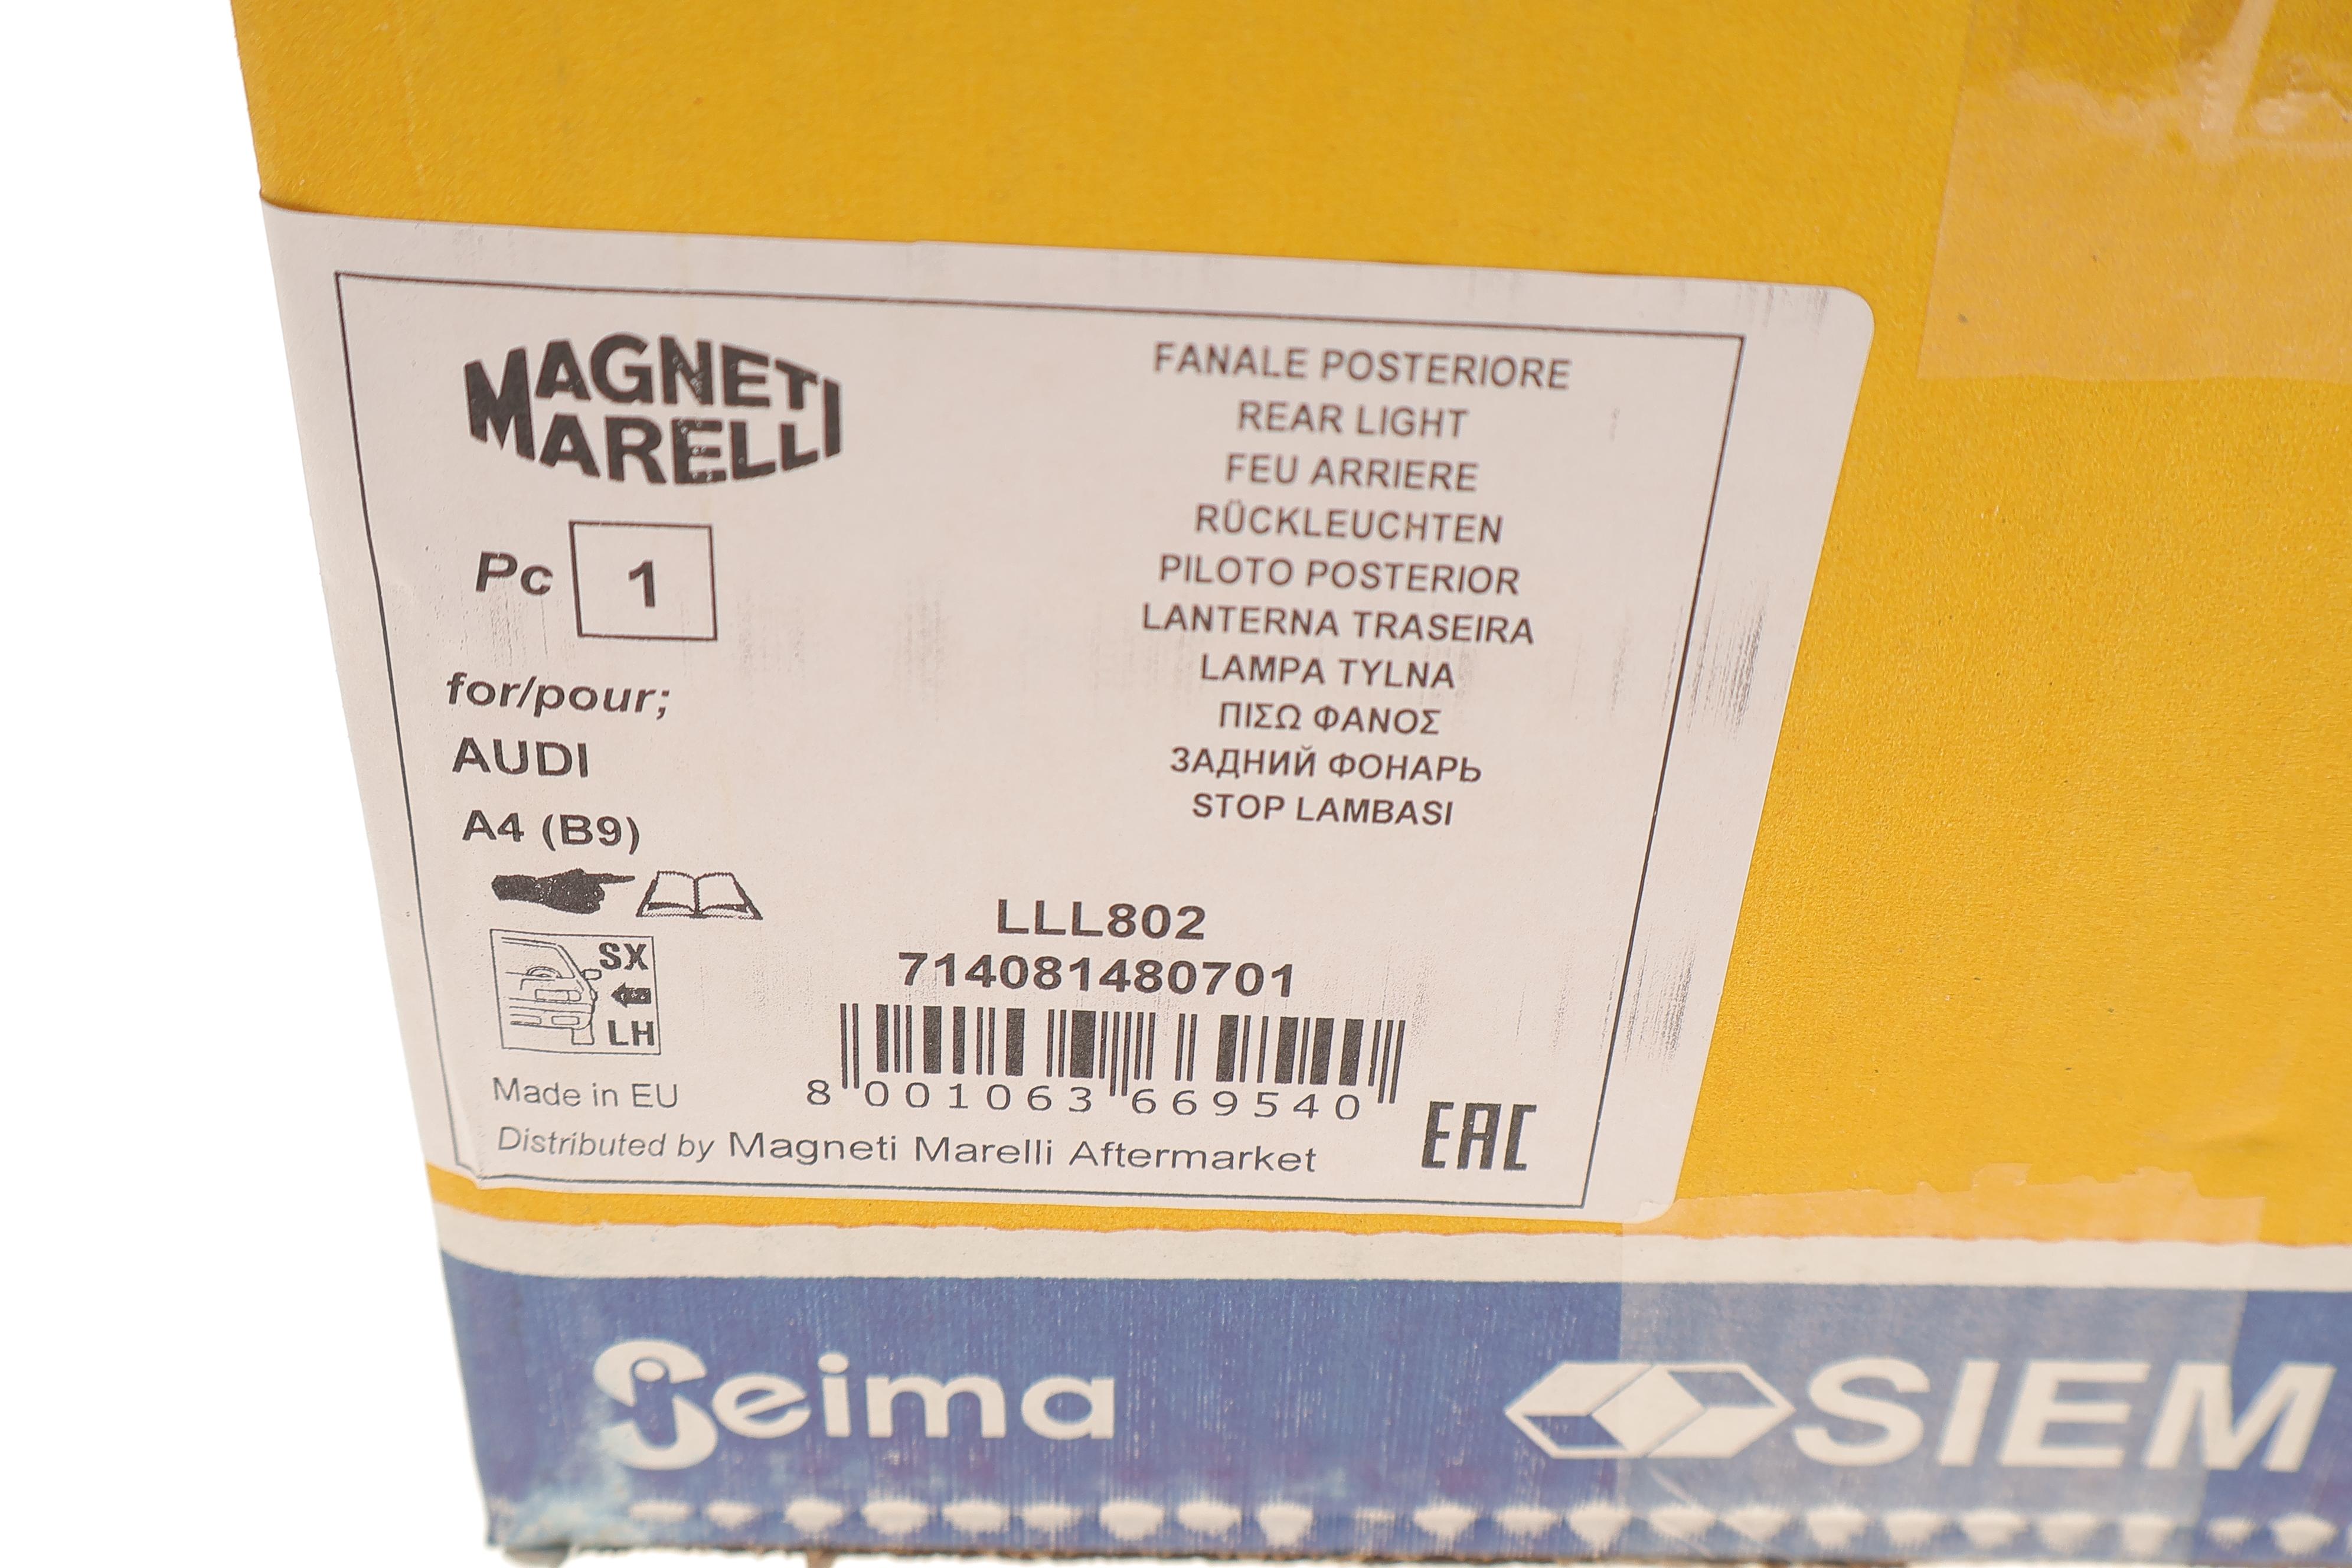 MAGNETI
MARELLI
Pc 1
for/pour;
AUDI
A4 (B9)
SX
LH
Made in EU
FANALE POSTERIORE
REAR LIGHT
FEU ARRIERE
RÜCKLEUCHTEN
PILOTO POSTERIOR
LANTERNA TRASEIRA
LAMPA TYLNA
ΠΙΣΩ ΦΑΝΟΣ
ЗАДНИЙ ФОНАРЬ
STOP LAMBASI
LLL802
714081480701
8 001063 669540
EAC
Distributed by Magneti Marelli Aftermarket
Seima
SIEM